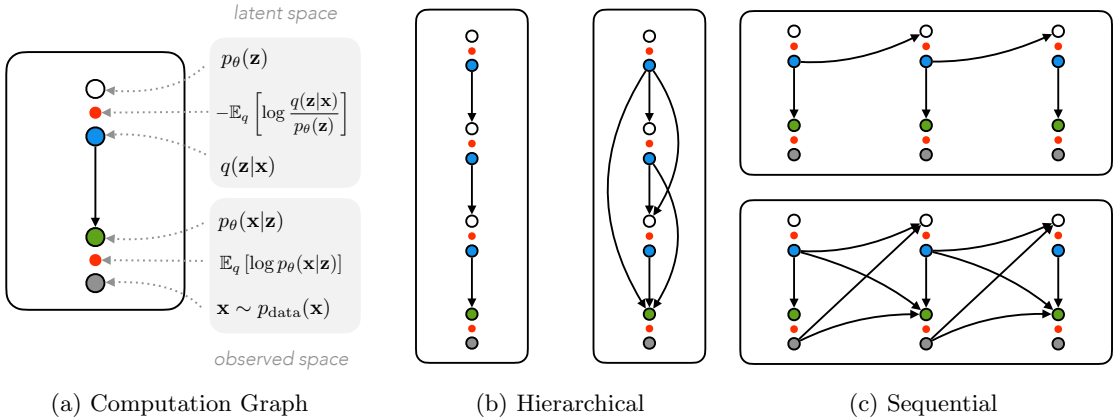 latent space
p_θ(𝐳)
−𝔼_q [log q(𝐳|𝐱) / p_θ(𝐳)]
q(𝐳|𝐱)
p_θ(𝐱|𝐳)
𝔼_q [log p_θ(𝐱|𝐳)]
𝐱 ∼ p_data(𝐱)
observed space
(a) Computation Graph
(b) Hierarchical
(c) Sequential